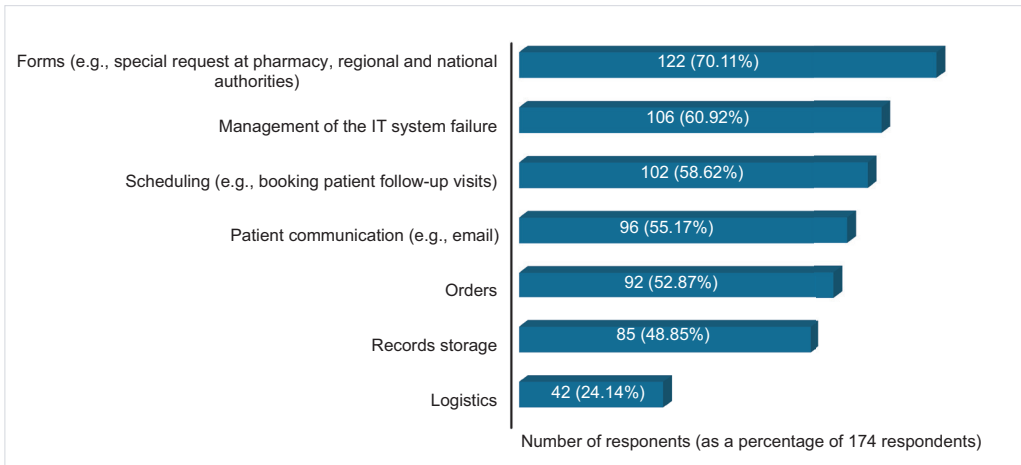 Forms (e.g., special request at pharmacy, regional and national
authorities)
122 (70.11%)
Management of the IT system failure
106 (60.92%)
Scheduling (e.g., booking patient follow-up visits)
102 (58.62%)
Patient communication (e.g., email)
96 (55.17%)
Orders
92 (52.87%)
Records storage
85 (48.85%)
Logistics
42 (24.14%)
Number of responents (as a percentage of 174 respondents)